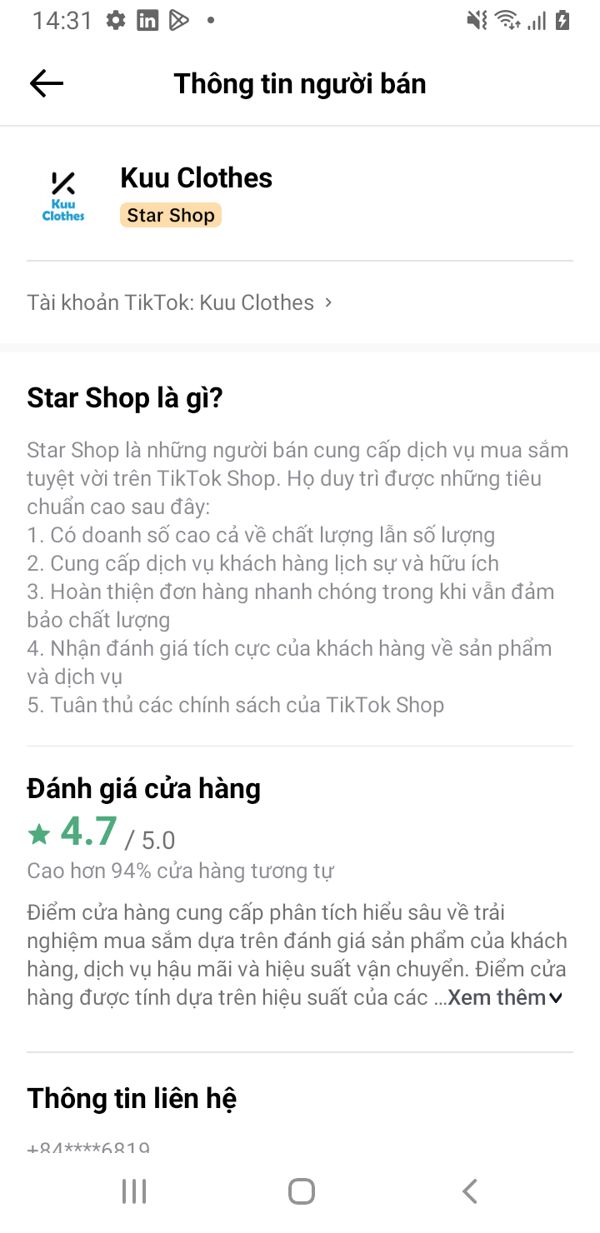 14:31
Thông tin người bán
Kuu
Clothes
Kuu Clothes
Star Shop
Tài khoản TikTok: Kuu Clothes
Star Shop là gì?
Star Shop là những người bán cung cấp dịch vụ mua sắm
tuyệt vời trên TikTok Shop. Họ duy trì được những tiêu
chuẩn cao sau đây:
1. Có doanh số cao cả về chất lượng lẫn số lượng
2. Cung cấp dịch vụ khách hàng lịch sự và hữu ích
3. Hoàn thiện đơn hàng nhanh chóng trong khi vẫn đảm
bảo chất lượng
4. Nhận đánh giá tích cực của khách hàng về sản phẩm
và dịch vụ
5. Tuân thủ các chính sách của TikTok Shop
Đánh giá cửa hàng
4.7 / 5.0
Cao hơn 94% cửa hàng tương tự
Điểm cửa hàng cung cấp phân tích hiểu sâu về trải
nghiệm mua sắm dựa trên đánh giá sản phẩm của khách
hàng, dịch vụ hậu mãi và hiệu suất vận chuyển. Điểm cửa
hàng được tính dựa trên hiệu suất của các ...Xem thêm
Thông tin liên hệ
+84****6819